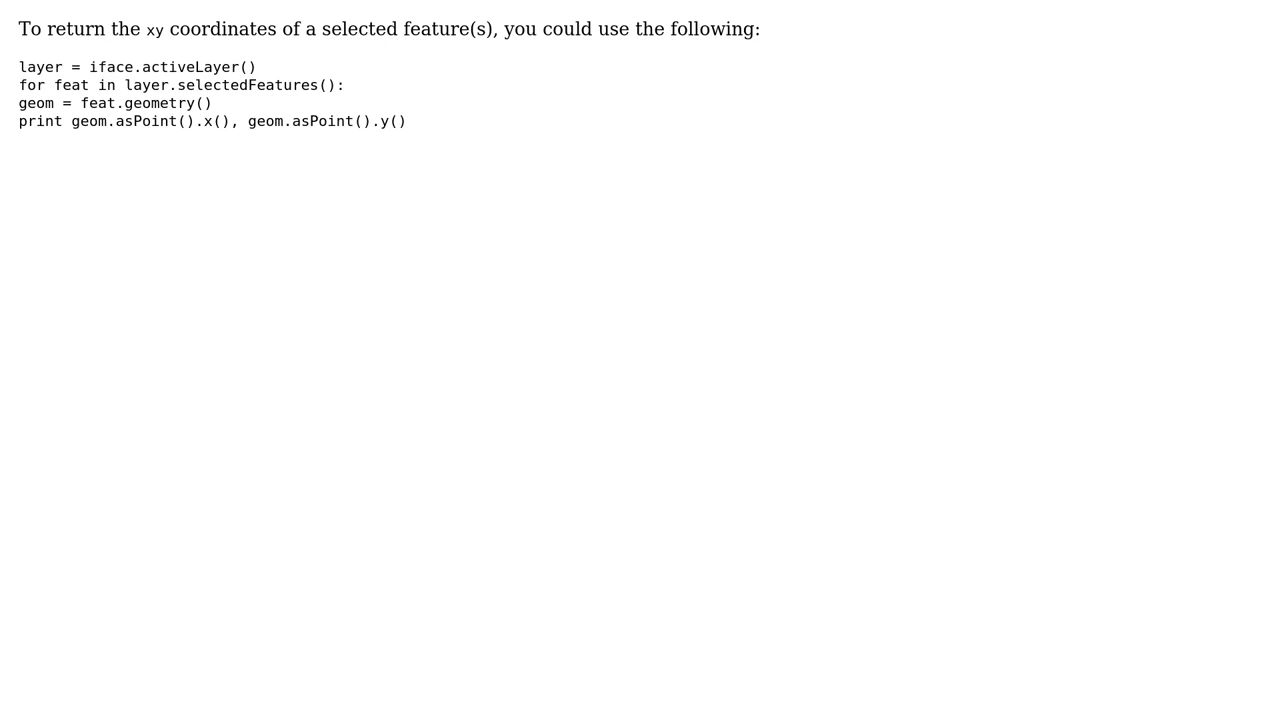 To return the xy coordinates of a selected feature(s), you could use the following:
layer = iface.activeLayer()
for feat in layer.selectedFeatures():
geom = feat.geometry()
print geom.asPoint().x(), geom.asPoint().y()